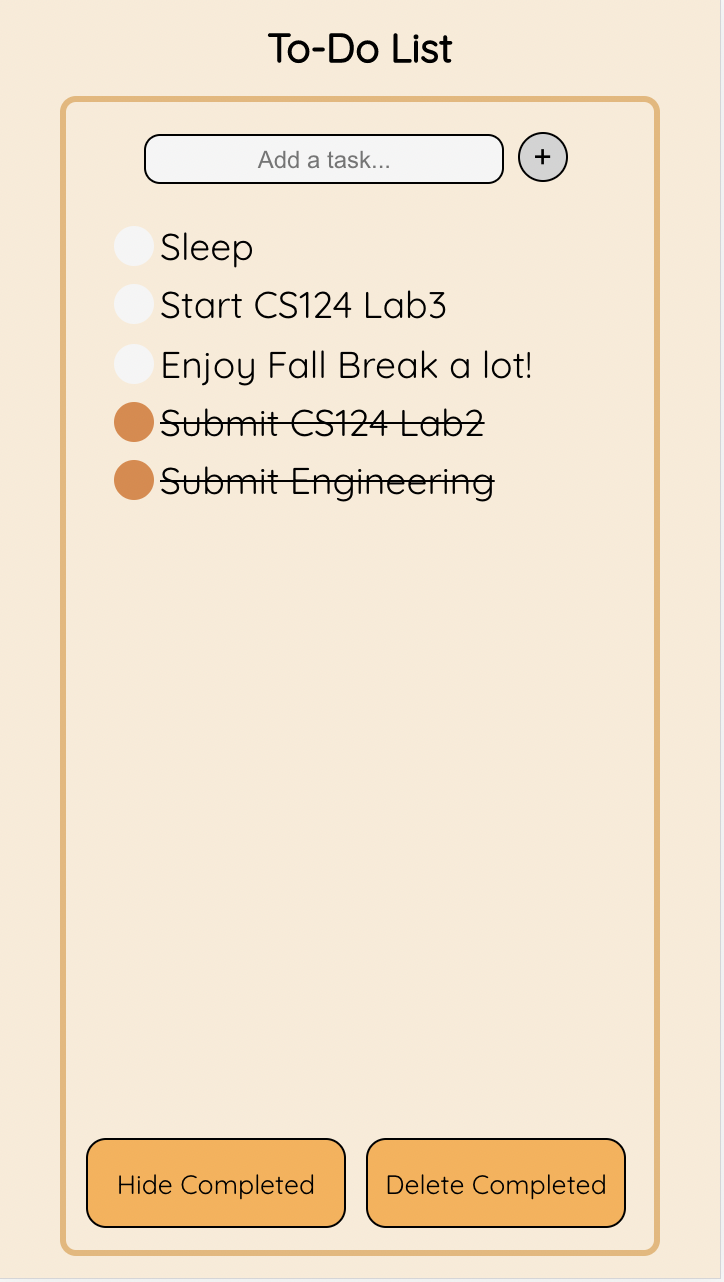 To-Do List
Add a task...
+
Sleep
Start CS124 Lab3
Enjoy Fall Break a lot!
Submit CS124 Lab2
Submit Engineering
Hide Completed
Delete Completed